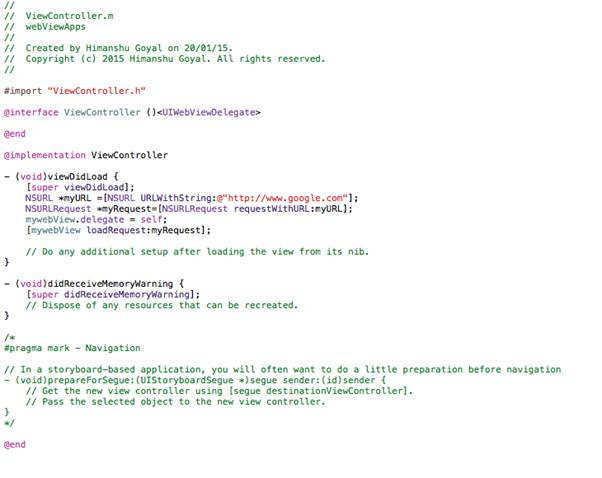 //
//  ViewController.m
//  webViewApps
//
//  Created by Himanshu Goyal on 20/01/15.
//  Copyright (c) 2015 Himanshu Goyal. All rights reserved.
//
#import "ViewController.h"
@interface ViewController ()<UIWebViewDelegate>
@end
@implementation ViewController
- (void)viewDidLoad {
    [super viewDidLoad];
    NSURL *myURL =[NSURL URLWithString:@"http://www.google.com"];
    NSURLRequest *myRequest=[NSURLRequest requestWithURL:myURL];
    mywebView.delegate = self;
    [mywebView loadRequest:myRequest];
    // Do any additional setup after loading the view from its nib.
}
- (void)didReceiveMemoryWarning {
    [super didReceiveMemoryWarning];
    // Dispose of any resources that can be recreated.
}
/*
#pragma mark - Navigation
// In a storyboard-based application, you will often want to do a little preparation before navigation
- (void)prepareForSegue:(UIStoryboardSegue *)segue sender:(id)sender {
    // Get the new view controller using [segue destinationViewController].
    // Pass the selected object to the new view controller.
}
*/
@end